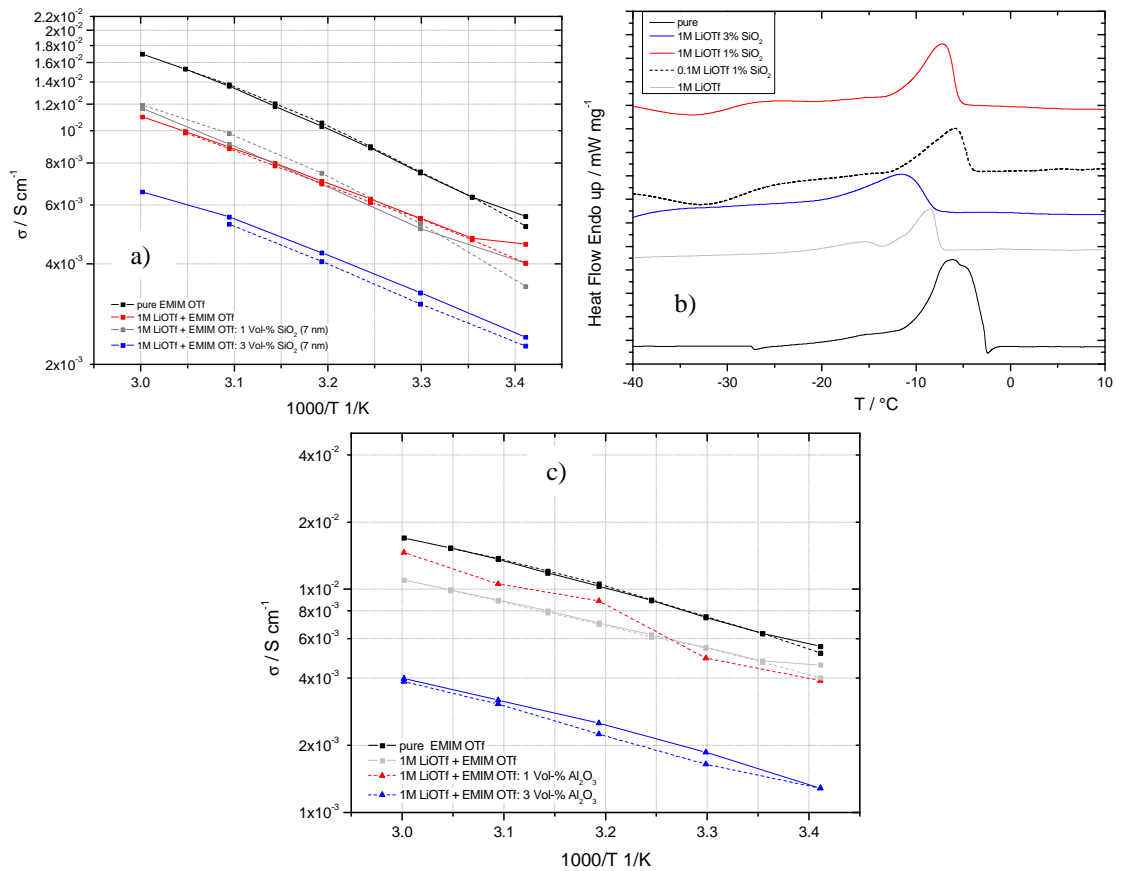 a)
2.2x10⁻²
1.8x10⁻²
1.6x10⁻²
1.4x10⁻²
1.2x10⁻²
10⁻²
8x10⁻³
6x10⁻³
4x10⁻³
2x10⁻³
σ / S cm⁻¹
pure EMIM OTf
1M LiOTf + EMIM OTf
1M LiOTf + EMIM OTf: 1 Vol-% SiO₂ (7 nm)
1M LiOTf + EMIM OTf: 3 Vol-% SiO₂ (7 nm)
3.0 3.1 3.2 3.3 3.4
1000/T 1/K
pure
1M LiOTf 3% SiO₂
1M LiOTf 1% SiO₂
0.1M LiOTf 1% SiO₂
1M LiOTf
b)
Heat Flow Endo up / mW mg⁻¹
-40 -30 -20 -10 0 10
T / °C
c)
4x10⁻²
2x10⁻²
1x10⁻²
8x10⁻³
6x10⁻³
4x10⁻³
2x10⁻³
1x10⁻³
σ / S cm⁻¹
pure EMIM OTf
1M LiOTf + EMIM OTf
1M LiOTf + EMIM OTf: 1 Vol-% Al₂O₃
1M LiOTf + EMIM OTf: 3 Vol-% Al₂O₃
3.0 3.1 3.2 3.3 3.4
1000/T 1/K